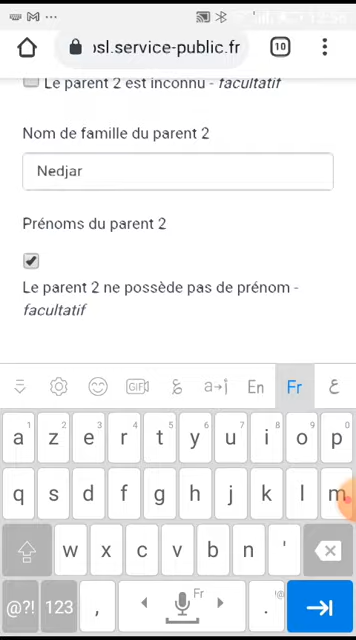 10
ɔsl.service-public.fr
Le parent 2 est inconnu - facultatif
Nom de famille du parent 2
Nedjar
Prénoms du parent 2
Le parent 2 ne possède pas de prénom -
facultatif
GIF a→أ En Fr ع
1 2 3 4 5 6 7 8 9 0
a z e r t y u i o p
q s d f g h j k l m
w x c v b n '
@?! 123 , Fr . !@